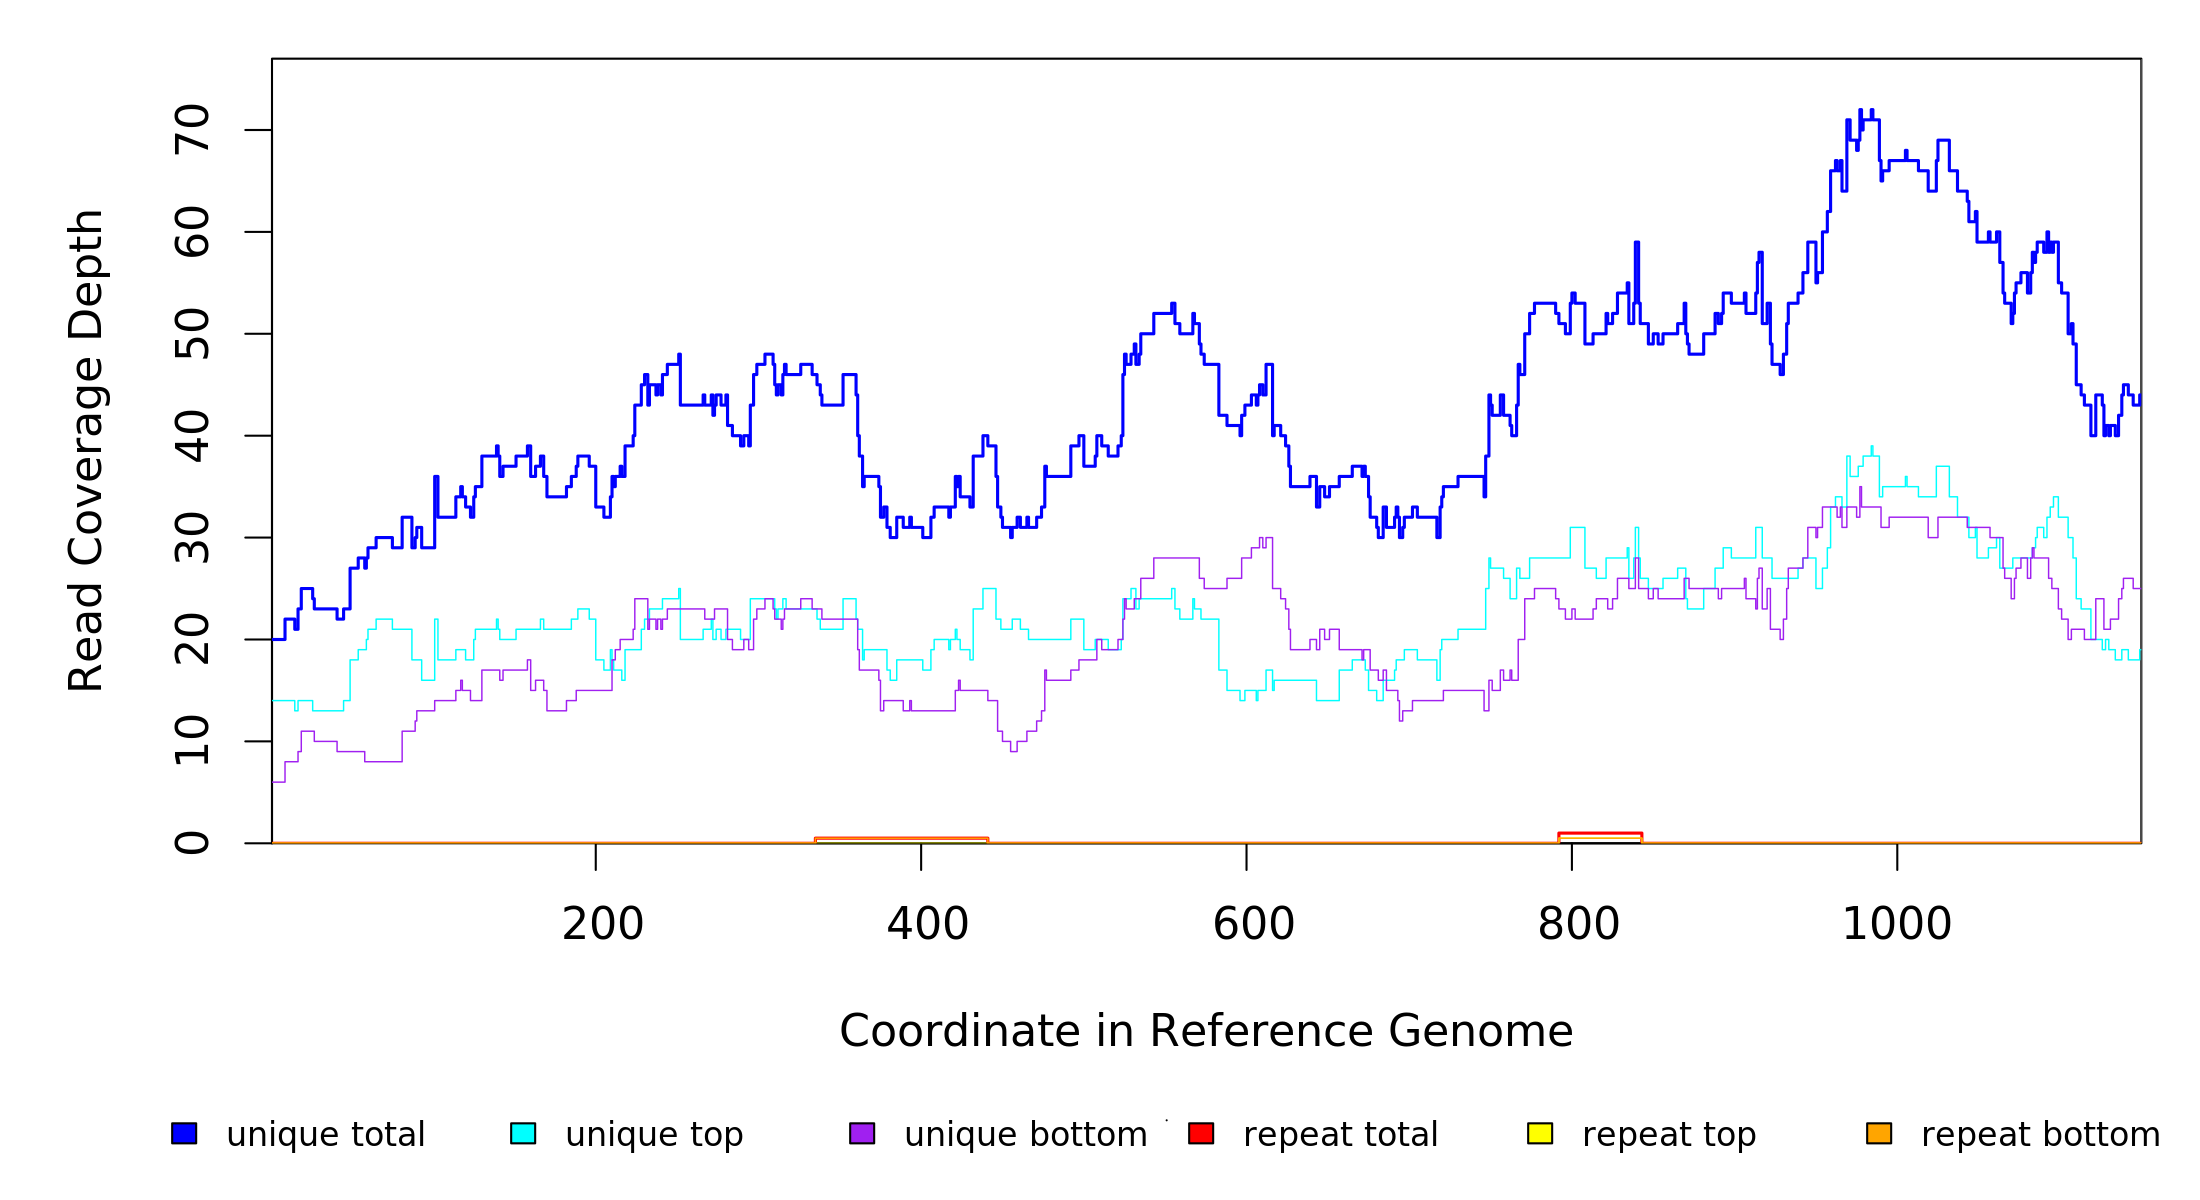 Read Coverage Depth
70
60
50
40
30
20
10
0
200 400 600 800 1000
Coordinate in Reference Genome
unique total unique top unique bottom repeat total repeat top repeat bottom